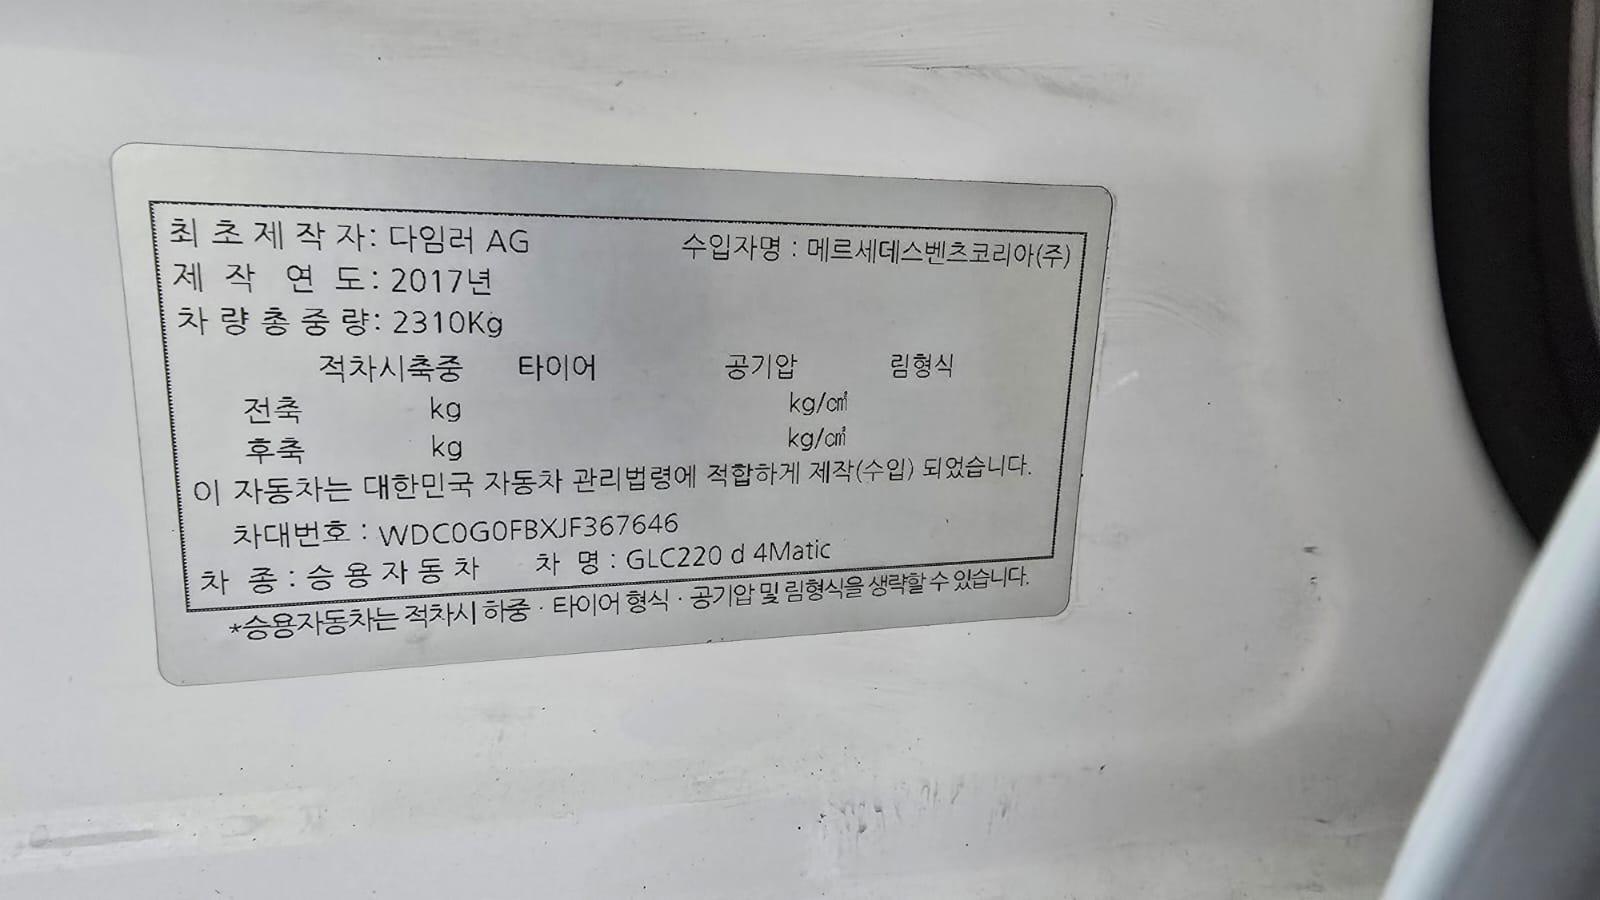 최초제작자: 다임러 AG 수입자명 : 메르세데스벤츠코리아(주)
제 작 연 도: 2017년
차량총중량: 2310Kg
적차시축중 타이어 공기압 림형식
전축 kg kg/㎠
후축 kg kg/㎠
이 자동차는 대한민국 자동차 관리법령에 적합하게 제작(수입) 되었습니다.
차대번호 : WDC0G0FBXJF367646
차 종 : 승용자동차 차 명 : GLC220 d 4Matic
*승용자동차는 적차시 하중 · 타이어 형식 · 공기압 및 림형식을 생략할 수 있습니다.